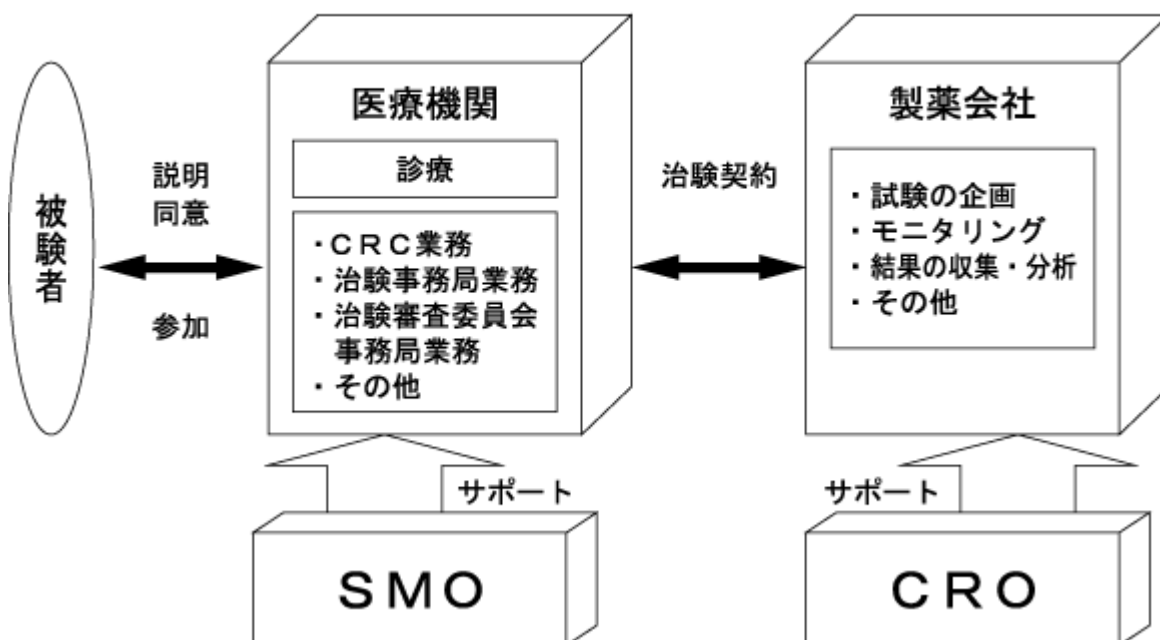 被験者
説明
同意
参加
医療機関
診療
・ＣＲＣ業務
・治験事務局業務
・治験審査委員会
事務局業務
・その他
治験契約
製薬会社
・試験の企画
・モニタリング
・結果の収集・分析
・その他
サポート
ＳＭＯ
サポート
ＣＲＯ